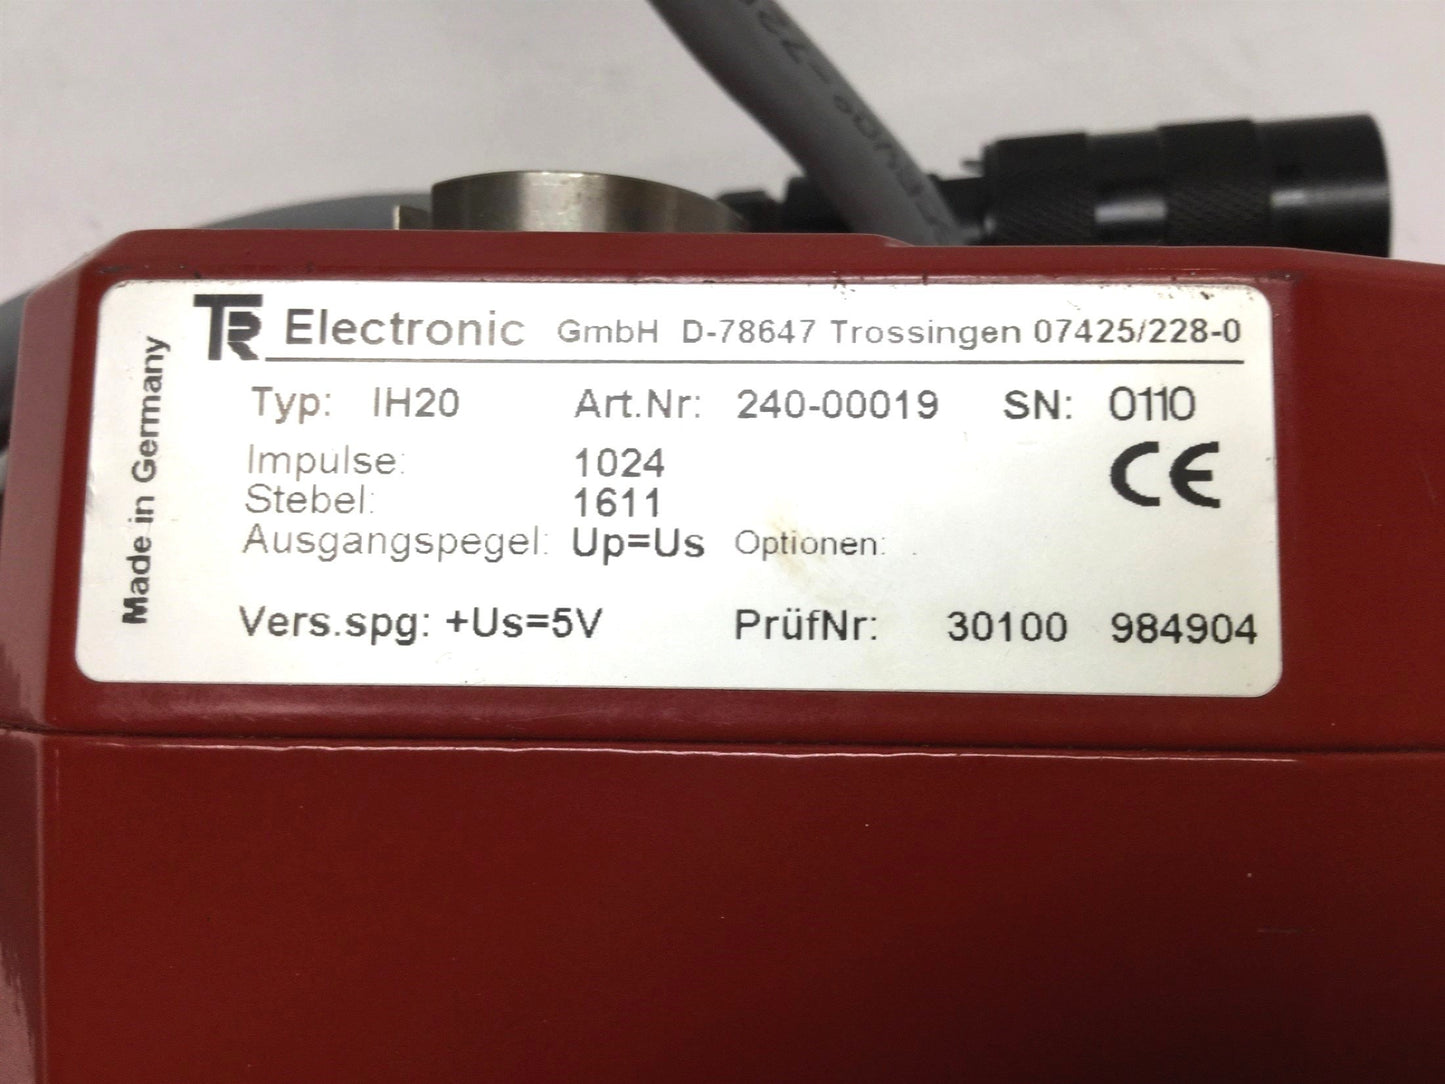 TR Electronic GmbH D-78647 Trossingen 07425/228-0
Typ: IH20 Art.Nr: 240-00019 SN: 0110
Impulse: 1024
Stebel: 1611
Ausgangspegel: Up=Us Optionen:
Vers.spg: +Us=5V PrüfNr: 30100 984904
CE
Made in Germany